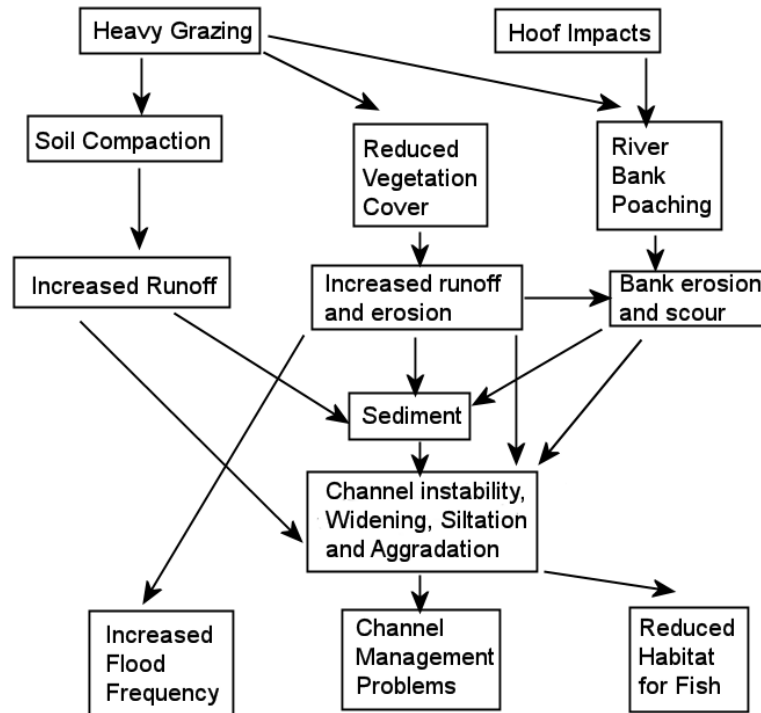 Heavy Grazing
Hoof Impacts
Soil Compaction
Reduced
Vegetation
Cover
River
Bank
Poaching
Increased Runoff
Increased runoff
and erosion
Bank erosion
and scour
Sediment
Channel instability,
Widening, Siltation
and Aggradation
Increased
Flood
Frequency
Channel
Management
Problems
Reduced
Habitat
for Fish